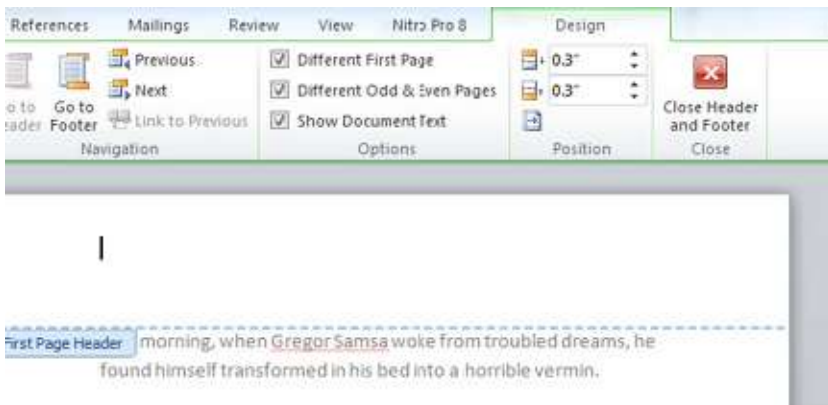 References Mailings Review View Nitro Pro 8 Design
Previous Different First Page 0.3"
Next Different Odd & Even Pages 0.3"
Go to Footer Link to Previous Show Document Text Close Header and Footer
Navigation Options Position Close
First Page Header morning, when Gregor Samsa woke from troubled dreams, he
found himself transformed in his bed into a horrible vermin.